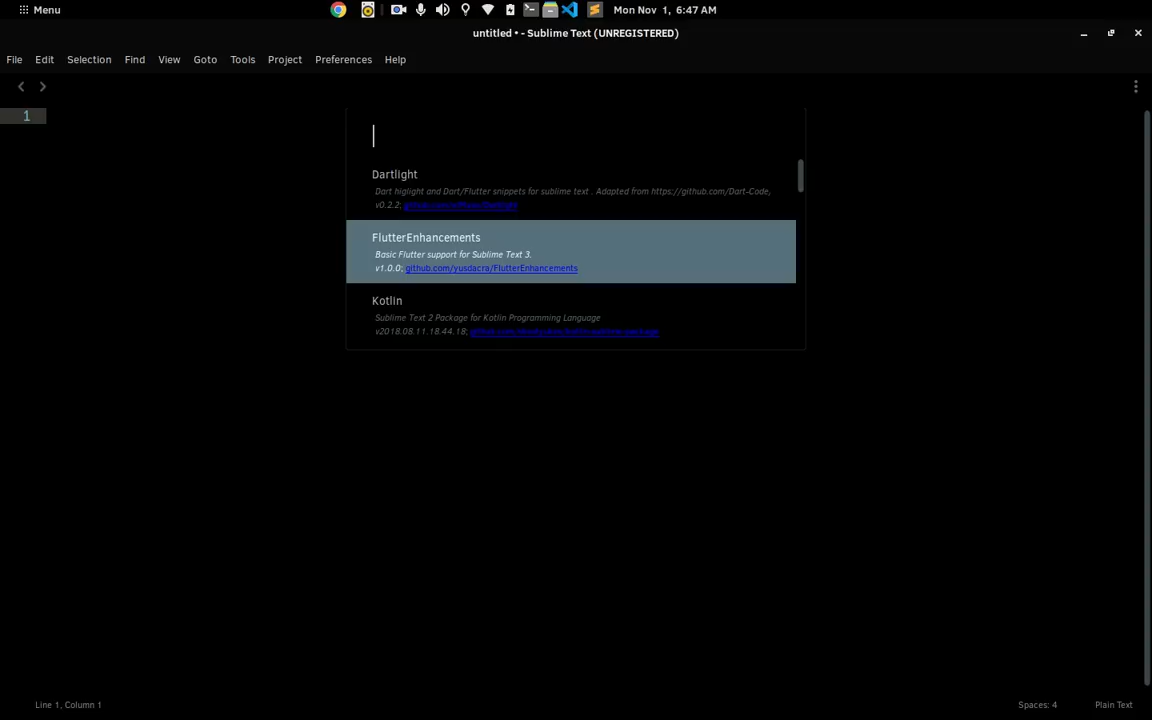 Menu
Mon Nov 1, 6:47 AM
untitled • - Sublime Text (UNREGISTERED)
File Edit Selection Find View Goto Tools Project Preferences Help
1
Dartlight
Dart higlight and Dart/Flutter snippets for sublime text . Adapted from https://github.com/Dart-Code,
v0.2.2;
FlutterEnhancements
Basic Flutter support for Sublime Text 3.
v1.0.0; github.com/yusdacra/FlutterEnhancements
Kotlin
Sublime Text 2 Package for Kotlin Programming Language
v2018.08.11.18.44.18;
Line 1, Column 1
Spaces: 4 Plain Text